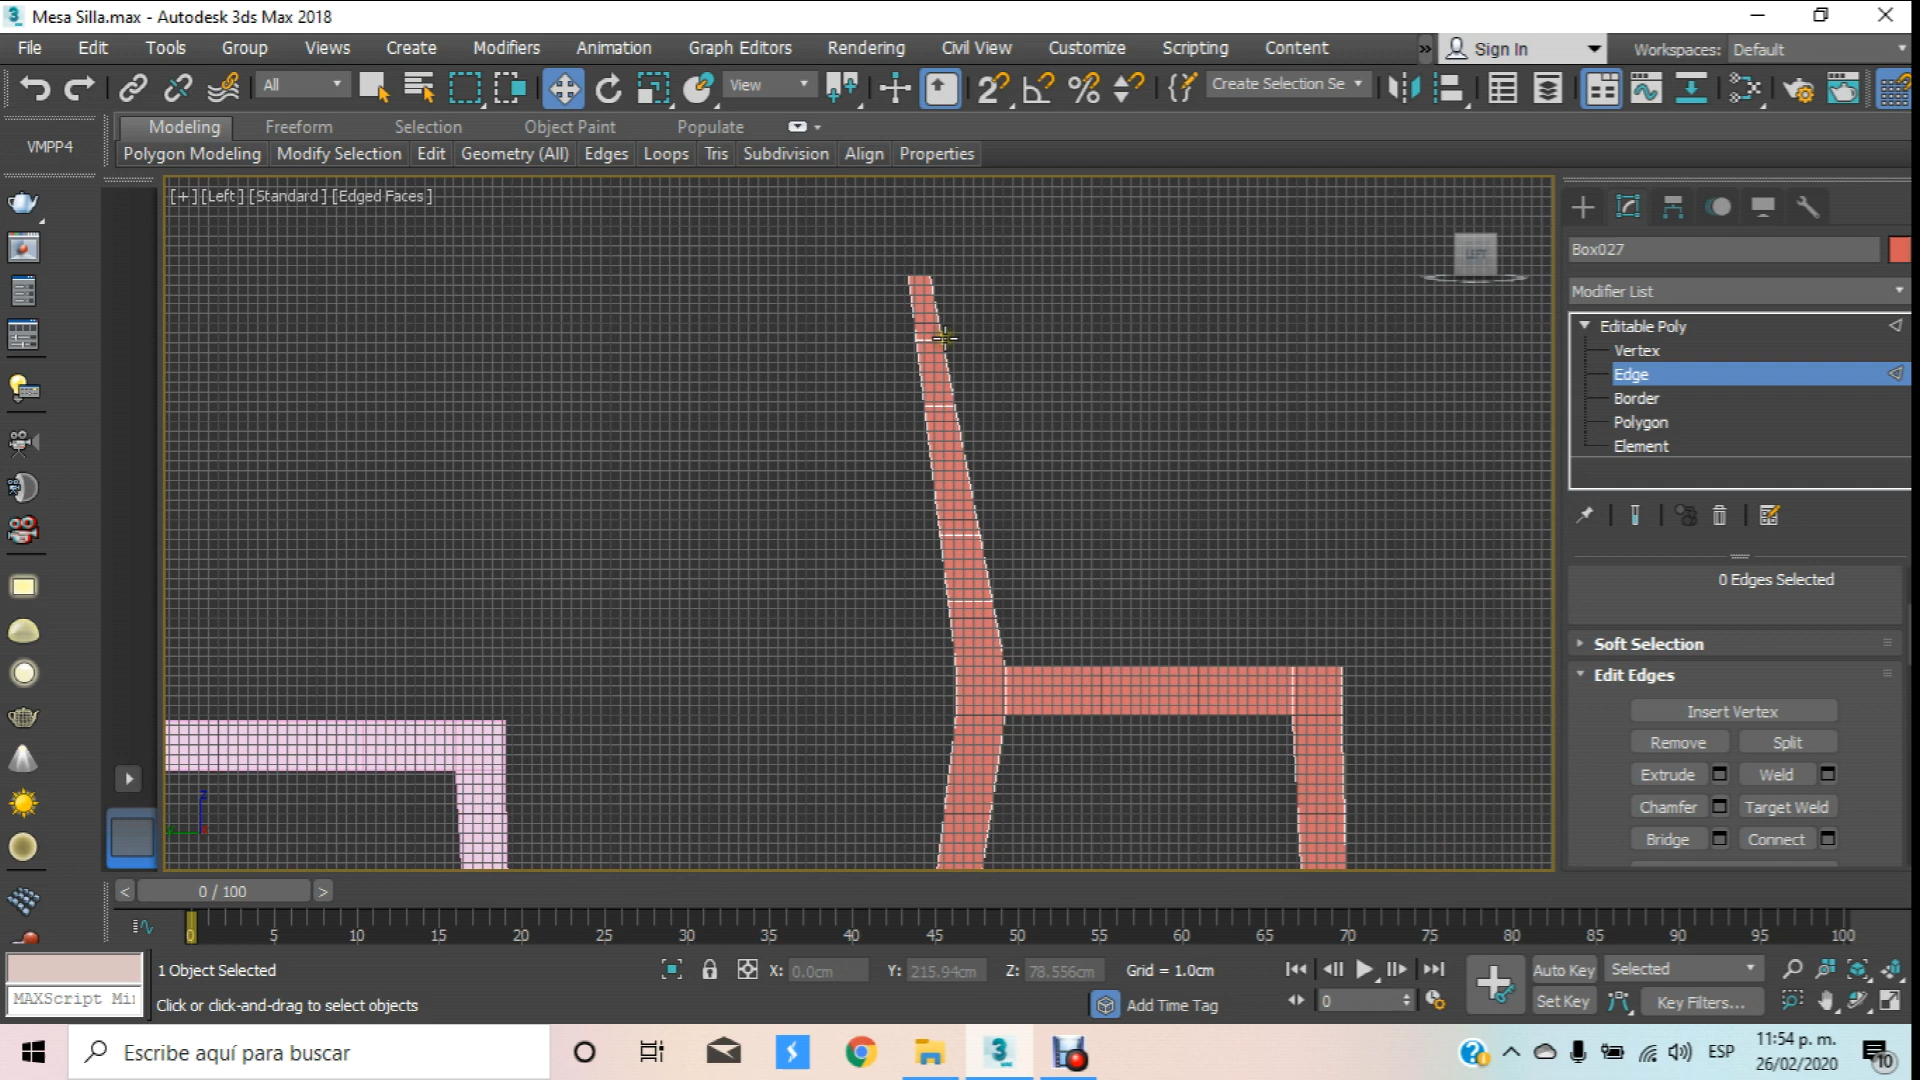 Mesa Silla.max - Autodesk 3ds Max 2018
File Edit Tools Group Views Create Modifiers Animation Graph Editors Rendering Civil View Customize Scripting Content » Sign In Workspaces: Default
All View Create Selection Se
Modeling Freeform Selection Object Paint Populate
VMPP4
Polygon Modeling Modify Selection Edit Geometry (All) Edges Loops Tris Subdivision Align Properties
[+] [Left] [Standard] [Edged Faces]
LEFT
Box027
Modifier List
Editable Poly
Vertex
Edge
Border
Polygon
Element
0 Edges Selected
Soft Selection
Edit Edges
Insert Vertex
Remove Split
Extrude Weld
Chamfer Target Weld
Bridge Connect
z
< 0 / 100 >
0 5 10 15 20 25 30 35 40 45 50 55 60 65 70 75 80 85 90 95 100
1 Object Selected X: 0.0cm Y: 215.94cm Z: 78.556cm Grid = 1.0cm Auto Key Selected
MAXScript Mi
Click or click-and-drag to select objects Add Time Tag 0 Set Key Key Filters...
Escribe aquí para buscar
3
ESP
11:54 p. m.
26/02/2020
10